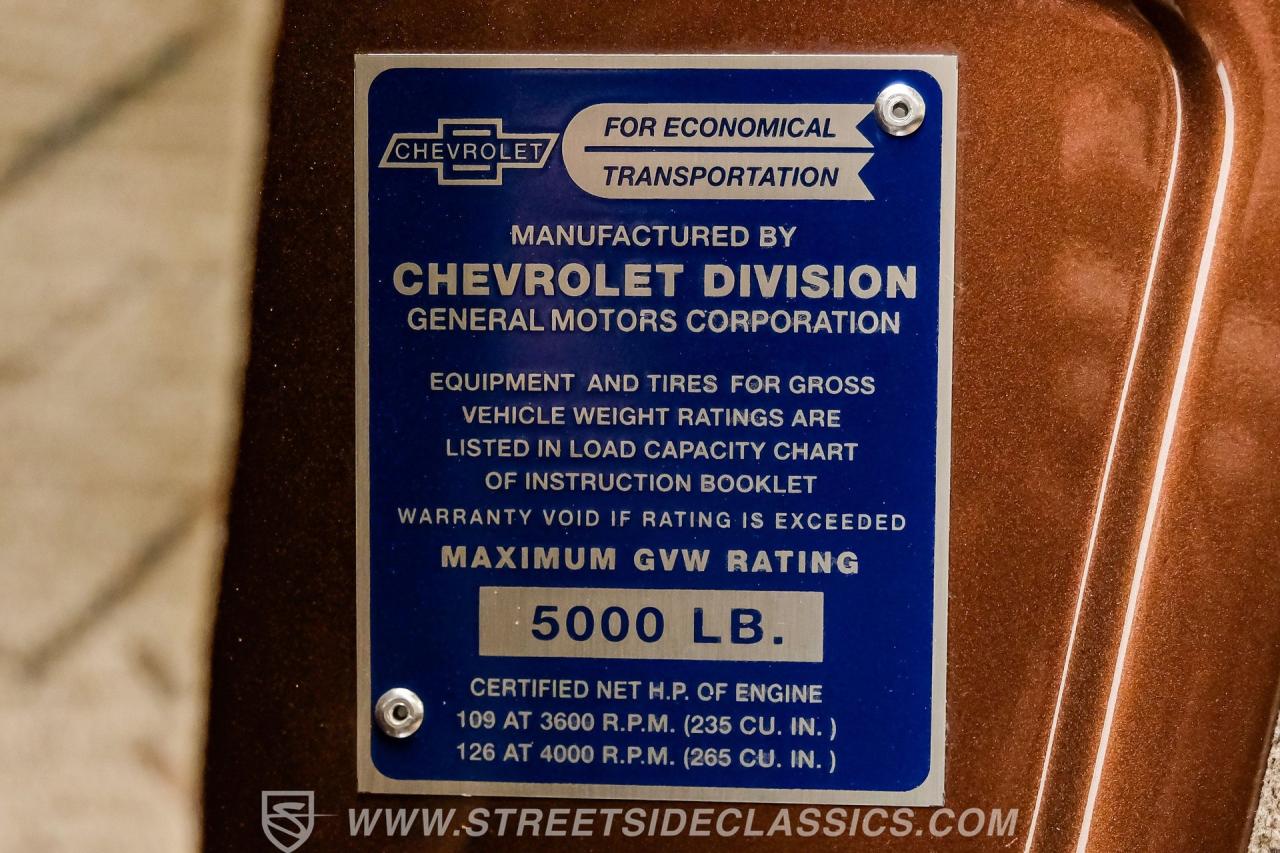 CHEVROLET
FOR ECONOMICAL
TRANSPORTATION
MANUFACTURED BY
CHEVROLET DIVISION
GENERAL MOTORS CORPORATION
EQUIPMENT AND TIRES FOR GROSS
VEHICLE WEIGHT RATINGS ARE
LISTED IN LOAD CAPACITY CHART
OF INSTRUCTION BOOKLET
WARRANTY VOID IF RATING IS EXCEEDED
MAXIMUM GVW RATING
5000 LB.
CERTIFIED NET H.P. OF ENGINE
109 AT 3600 R.P.M. (235 CU. IN. )
126 AT 4000 R.P.M. (265 CU. IN. )
WWW.STREETSIDECLASSICS.COM